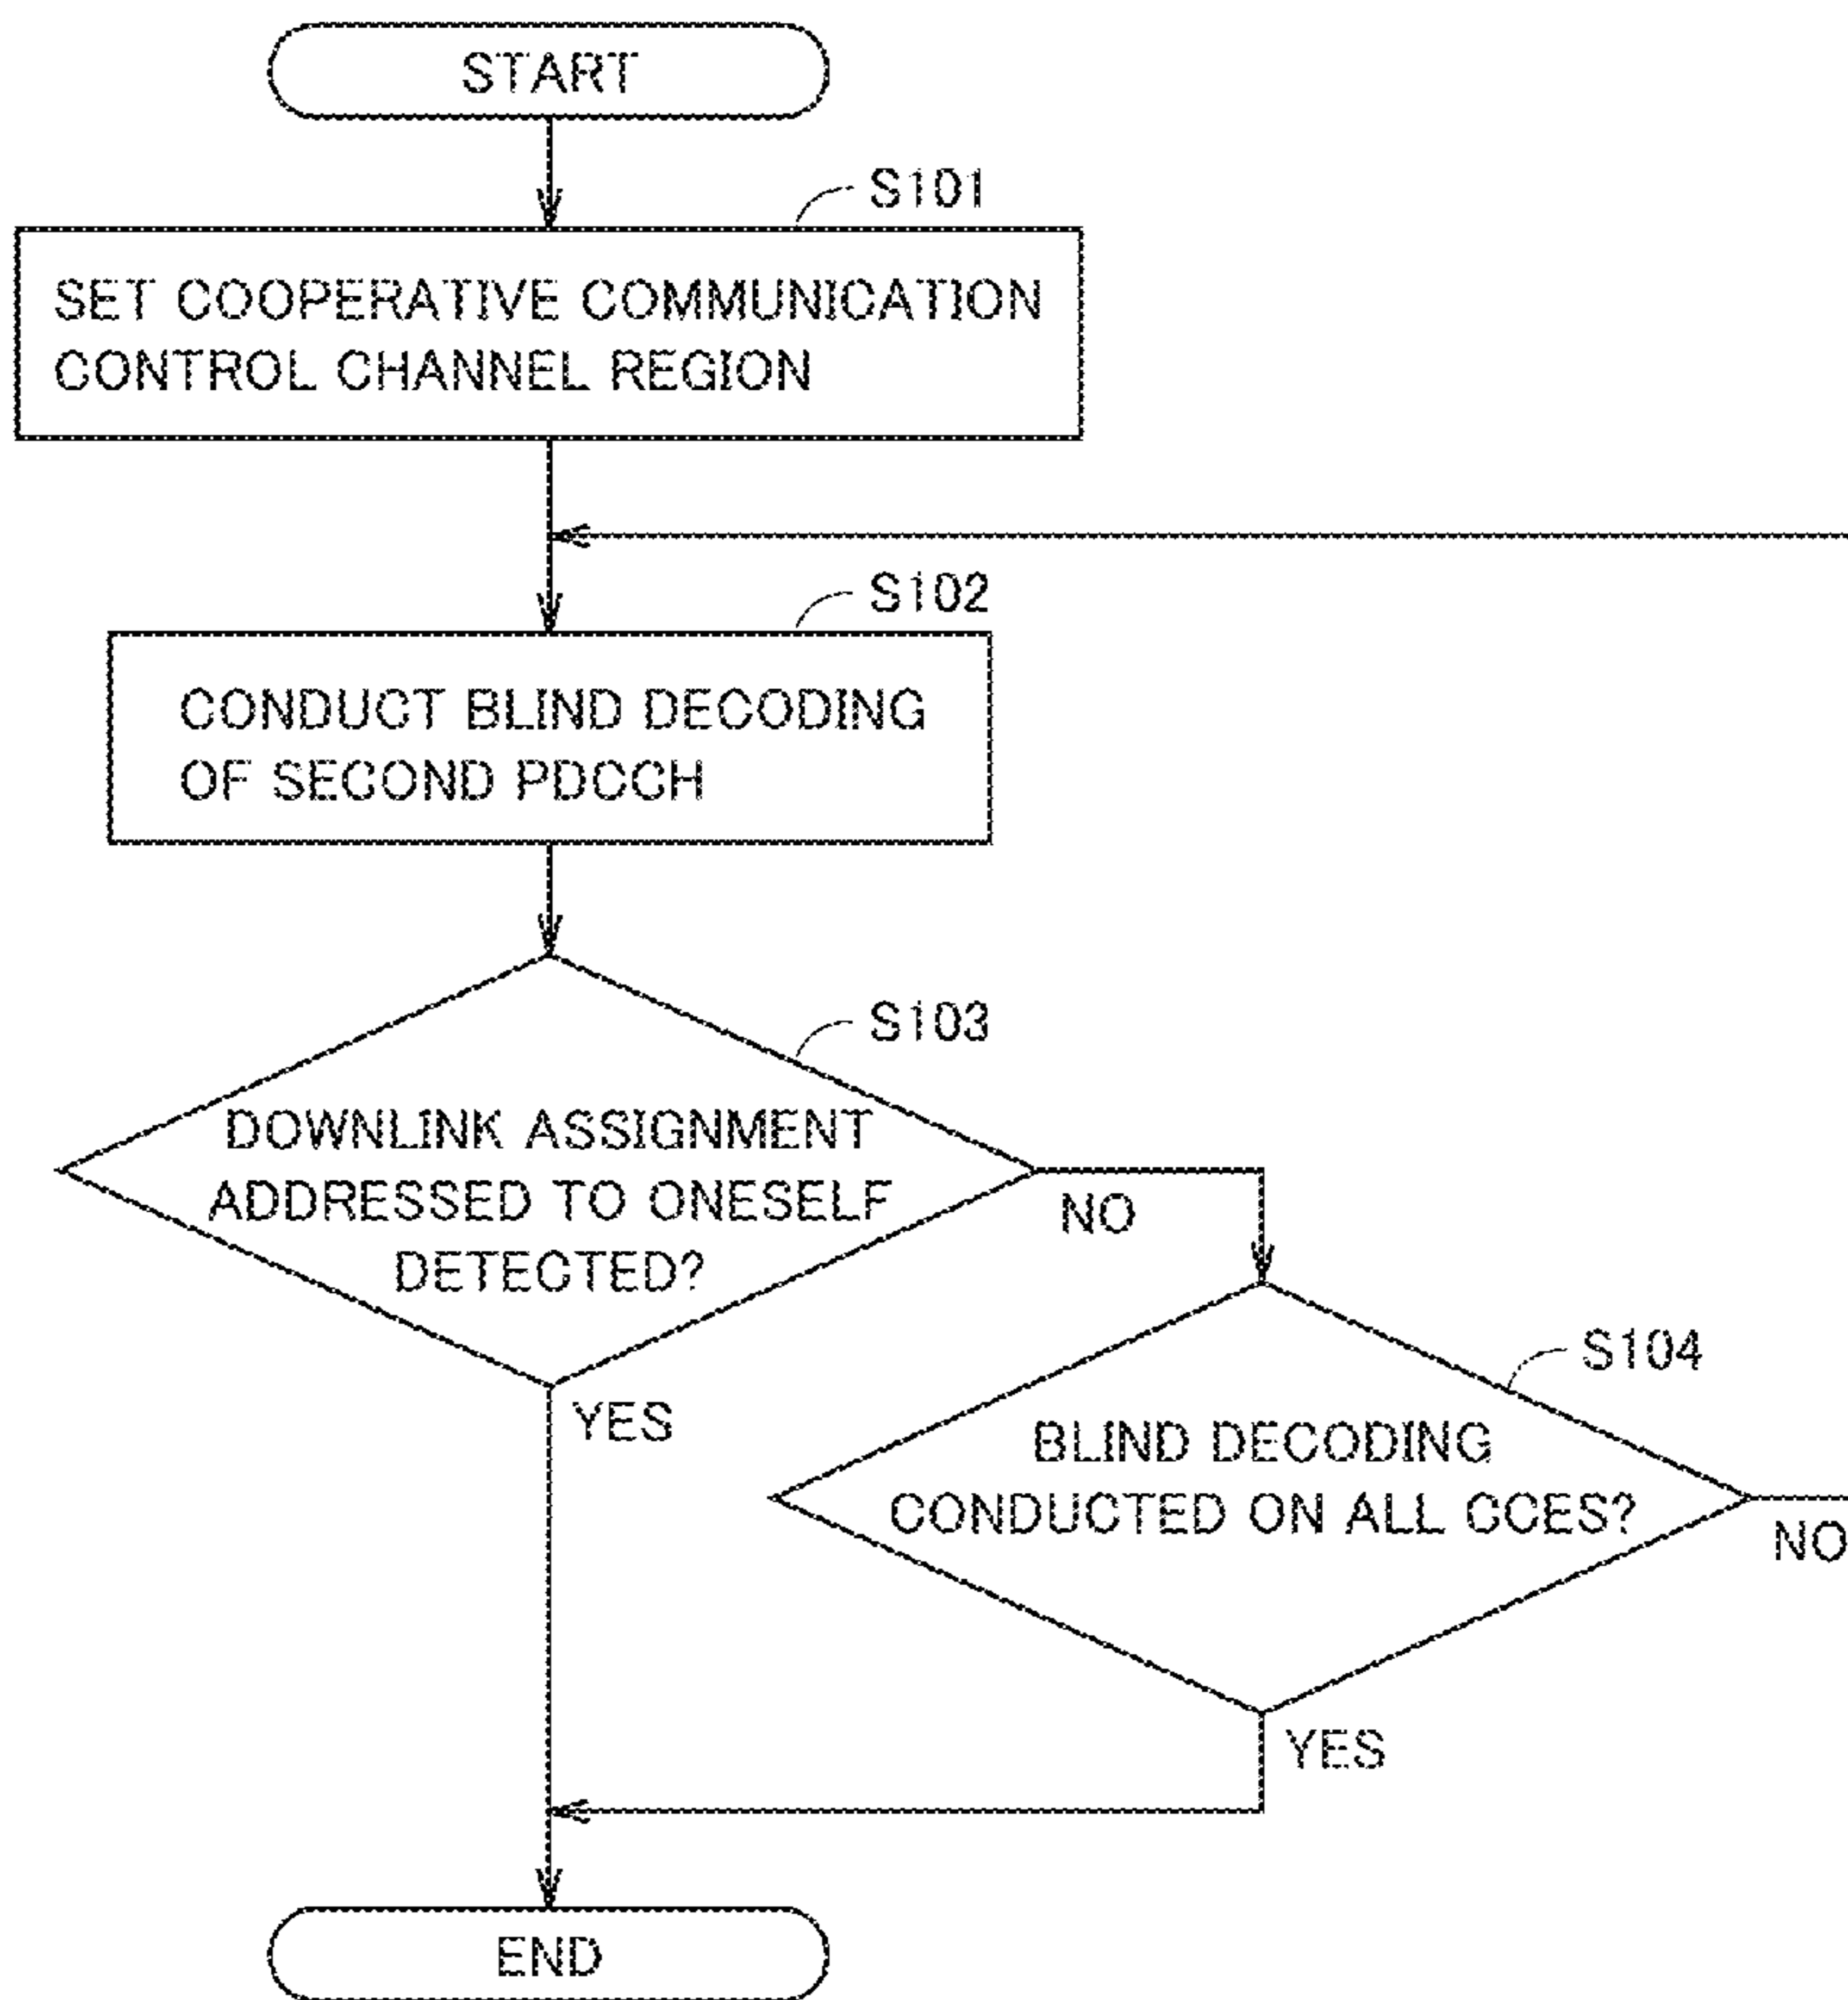 START
S101
SET COOPERATIVE COMMUNICATION
CONTROL CHANNEL REGION
S102
CONDUCT BLIND DECODING
OF SECOND PDCCH
S103
DOWNLINK ASSIGNMENT
ADDRESSED TO ONESELF
DETECTED?
NO
YES
S104
BLIND DECODING
CONDUCTED ON ALL CCES?
NO
YES
END